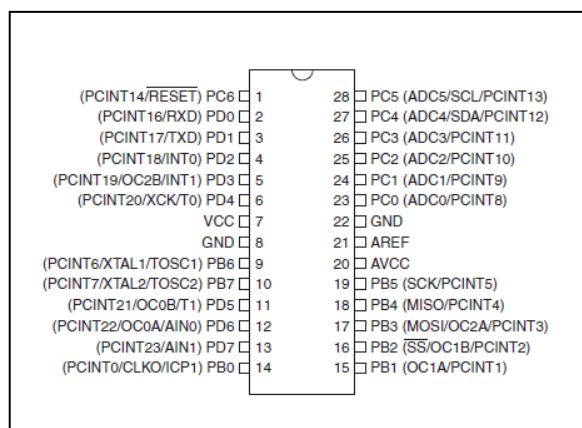 (PCINT14/RESET) PC6 1 28 PC5 (ADC5/SCL/PCINT13)
(PCINT16/RXD) PD0 2 27 PC4 (ADC4/SDA/PCINT12)
(PCINT17/TXD) PD1 3 26 PC3 (ADC3/PCINT11)
(PCINT18/INT0) PD2 4 25 PC2 (ADC2/PCINT10)
(PCINT19/OC2B/INT1) PD3 5 24 PC1 (ADC1/PCINT9)
(PCINT20/XCK/T0) PD4 6 23 PC0 (ADC0/PCINT8)
VCC 7 22 GND
GND 8 21 AREF
(PCINT6/XTAL1/TOSC1) PB6 9 20 AVCC
(PCINT7/XTAL2/TOSC2) PB7 10 19 PB5 (SCK/PCINT5)
(PCINT21/OC0B/T1) PD5 11 18 PB4 (MISO/PCINT4)
(PCINT22/OC0A/AIN0) PD6 12 17 PB3 (MOSI/OC2A/PCINT3)
(PCINT23/AIN1) PD7 13 16 PB2 (SS/OC1B/PCINT2)
(PCINT0/CLKO/ICP1) PB0 14 15 PB1 (OC1A/PCINT1)